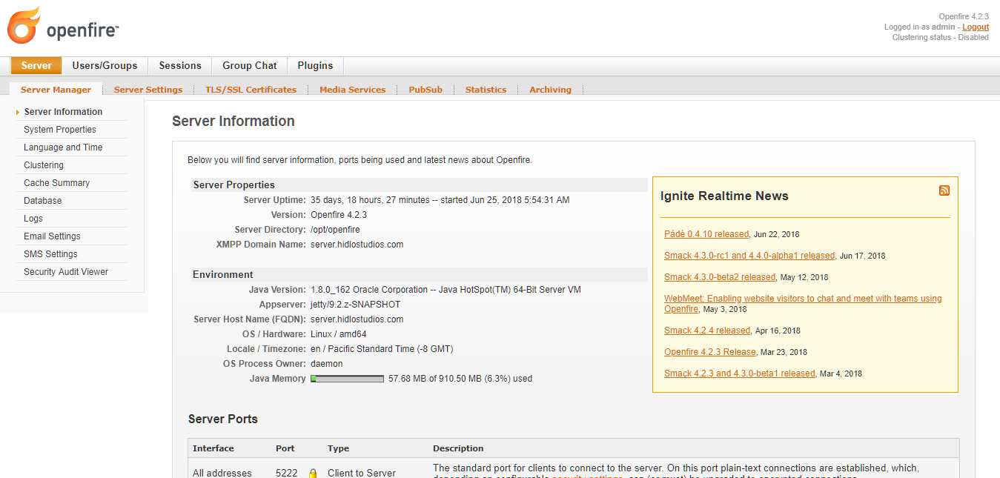 openfire™
Openfire 4.2.3
Logged in as admin - Logout
Clustering status - Disabled
Server
Users/Groups
Sessions
Group Chat
Plugins
Server Manager
Server Settings
TLS/SSL Certificates
Media Services
PubSub
Statistics
Archiving
Server Information
System Properties
Language and Time
Clustering
Cache Summary
Database
Logs
Email Settings
SMS Settings
Security Audit Viewer
Server Information
Below you will find server information, ports being used and latest news about Openfire.
Server Properties
Server Uptime: 35 days, 18 hours, 27 minutes -- started Jun 25, 2018 5:54:31 AM
Version: Openfire 4.2.3
Server Directory: /opt/openfire
XMPP Domain Name: server.hidlostudios.com
Environment
Java Version: 1.8.0_162 Oracle Corporation -- Java HotSpot(TM) 64-Bit Server VM
Appserver: jetty/9.2.z-SNAPSHOT
Server Host Name (FQDN): server.hidlostudios.com
OS / Hardware: Linux / amd64
Locale / Timezone: en / Pacific Standard Time (-8 GMT)
OS Process Owner: daemon
Java Memory 57.68 MB of 910.50 MB (6.3%) used
Ignite Realtime News
Pàdé 0.4.10 released, Jun 22, 2018
Smack 4.3.0-rc1 and 4.4.0-alpha1 released, Jun 17, 2018
Smack 4.3.0-beta2 released, May 12, 2018
WebMeet: Enabling website visitors to chat and meet with teams using
Openfire, May 3, 2018
Smack 4.2.4 released, Apr 16, 2018
Openfire 4.2.3 Release, Mar 23, 2018
Smack 4.2.3 and 4.3.0-beta1 released, Mar 4, 2018
Server Ports
Interface Port Type Description
All addresses 5222 Client to Server The standard port for clients to connect to the server. On this port plain-text connections are established, which,
depending on configurable security settings, can (or must) be upgraded to encrypted connections.